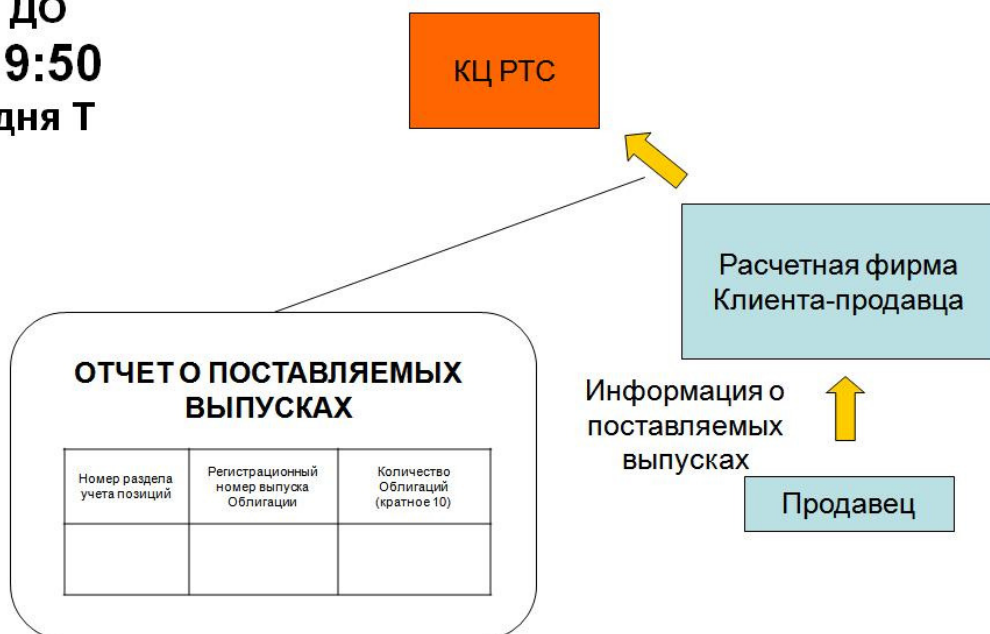 ДО
9:50
дня Т
КЦ РТС
Расчетная фирма
Клиента-продавца
Информация о
поставляемых
выпусках
Продавец
ОТЧЕТ О ПОСТАВЛЯЕМЫХ
ВЫПУСКАХ
Номер раздела
учета позиций
Регистрационный
номер выпуска
Облигации
Количество
Облигаций
(кратное 10)